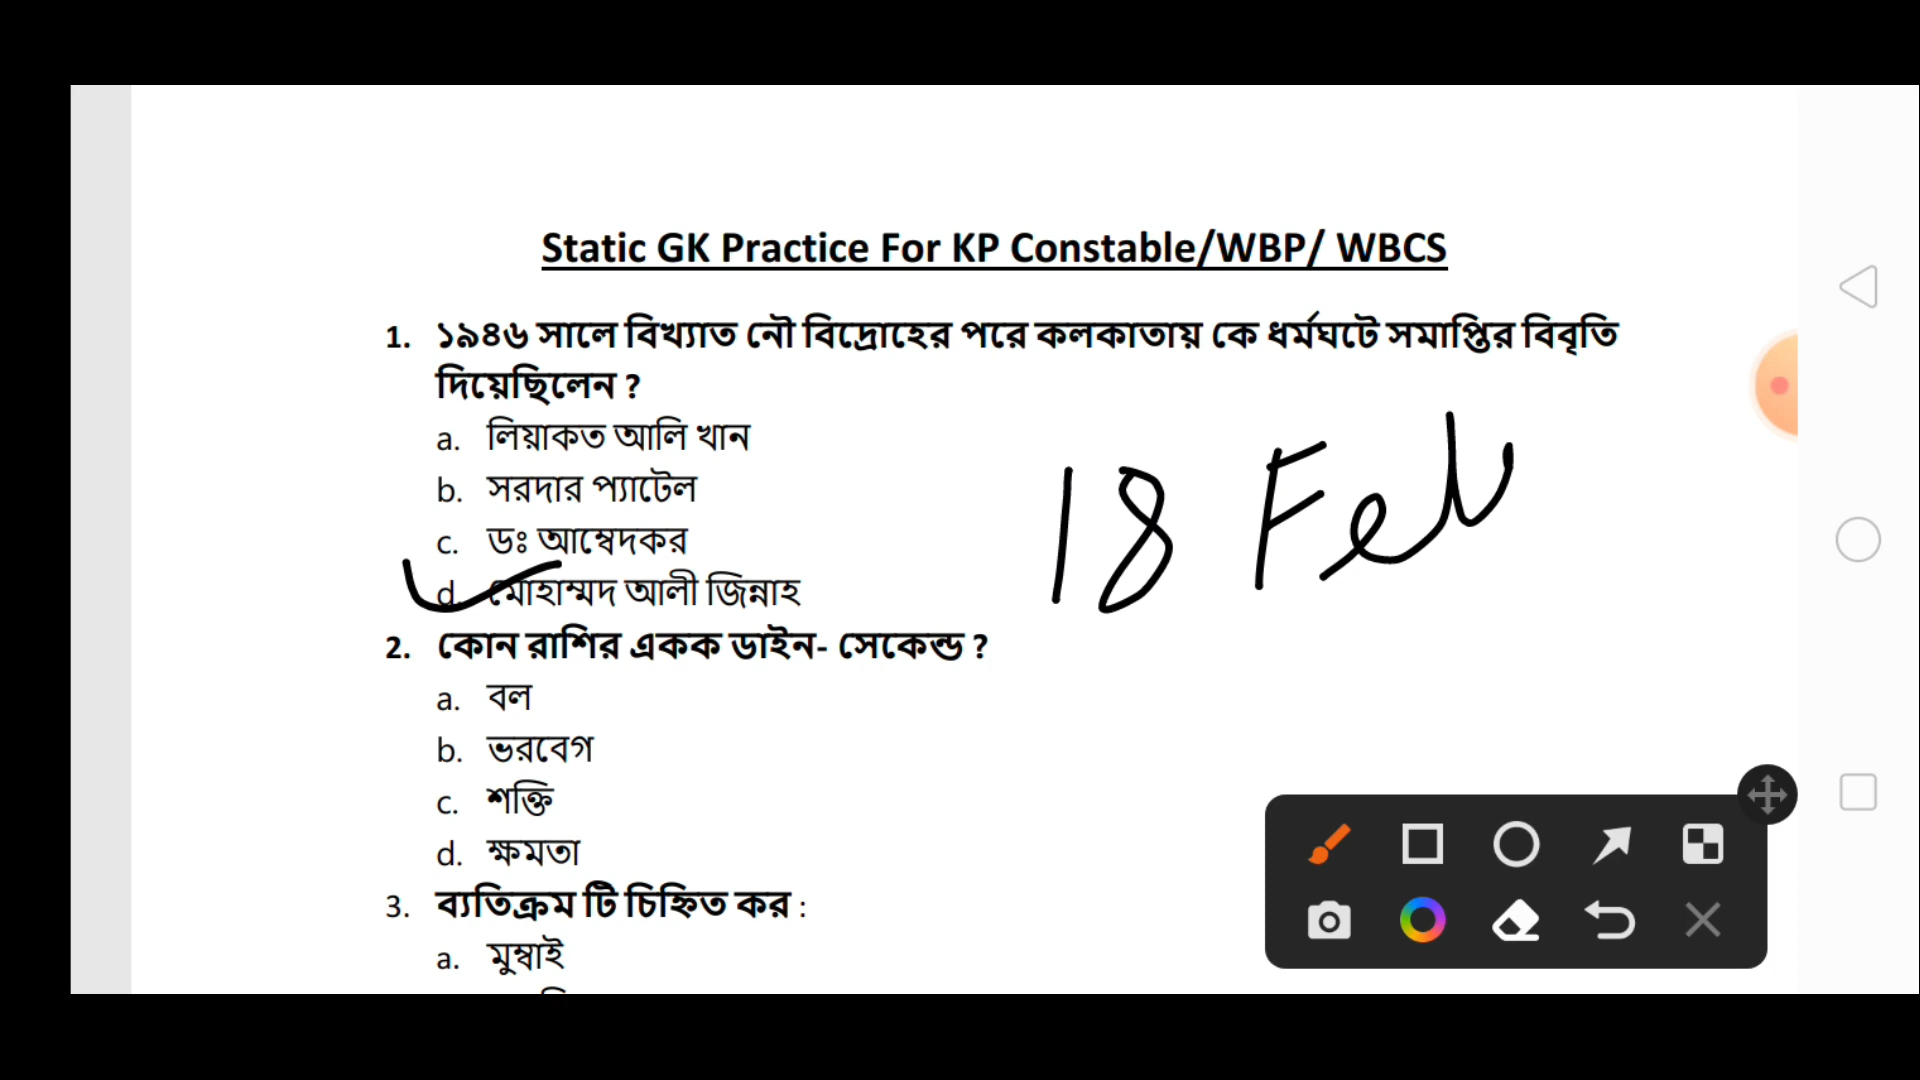 Static GK Practice For KP Constable/WBP/ WBCS
1. ১৯৪৬ সালে বিখ্যাত নৌ বিদ্রোহের পরে কলকাতায় কে ধর্মঘটে সমাপ্তির বিবৃতি
দিয়েছিলেন ?
a. লিয়াকত আলি খান
b. সরদার প্যাটেল
c. ডঃ আম্বেদকর
d. মোহাম্মদ আলী জিন্নাহ
18 Feb
2. কোন রাশির একক ডাইন- সেকেন্ড ?
a. বল
b. ভরবেগ
c. শক্তি
d. ক্ষমতা
3. ব্যতিক্রম টি চিহ্নিত কর :
a. মুম্বাই